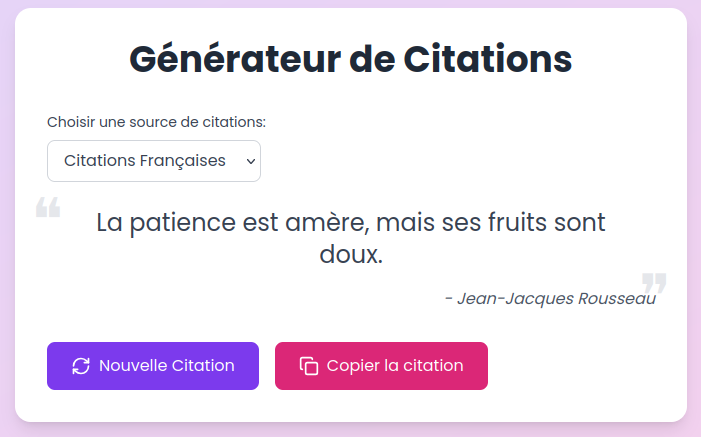 Générateur de Citations
Choisir une source de citations:
Citations Françaises
❝
La patience est amère, mais ses fruits sont
doux.
❞
- Jean-Jacques Rousseau
Nouvelle Citation
Copier la citation